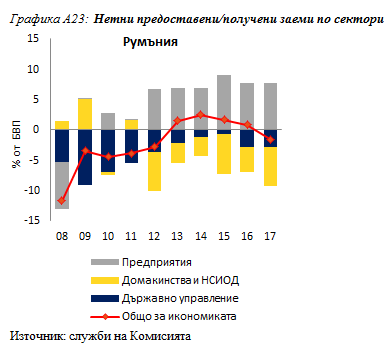 Графика А23: Нетни предоставени/получени заеми по сектори
Румъния
15
10
5
0
-5
-10
-15
% от БВП
08 09 10 11 12 13 14 15 16 17
Предприятия
Домакинства и НСИОД
Държавно управление
Общо за икономиката
Източник: служби на Комисията